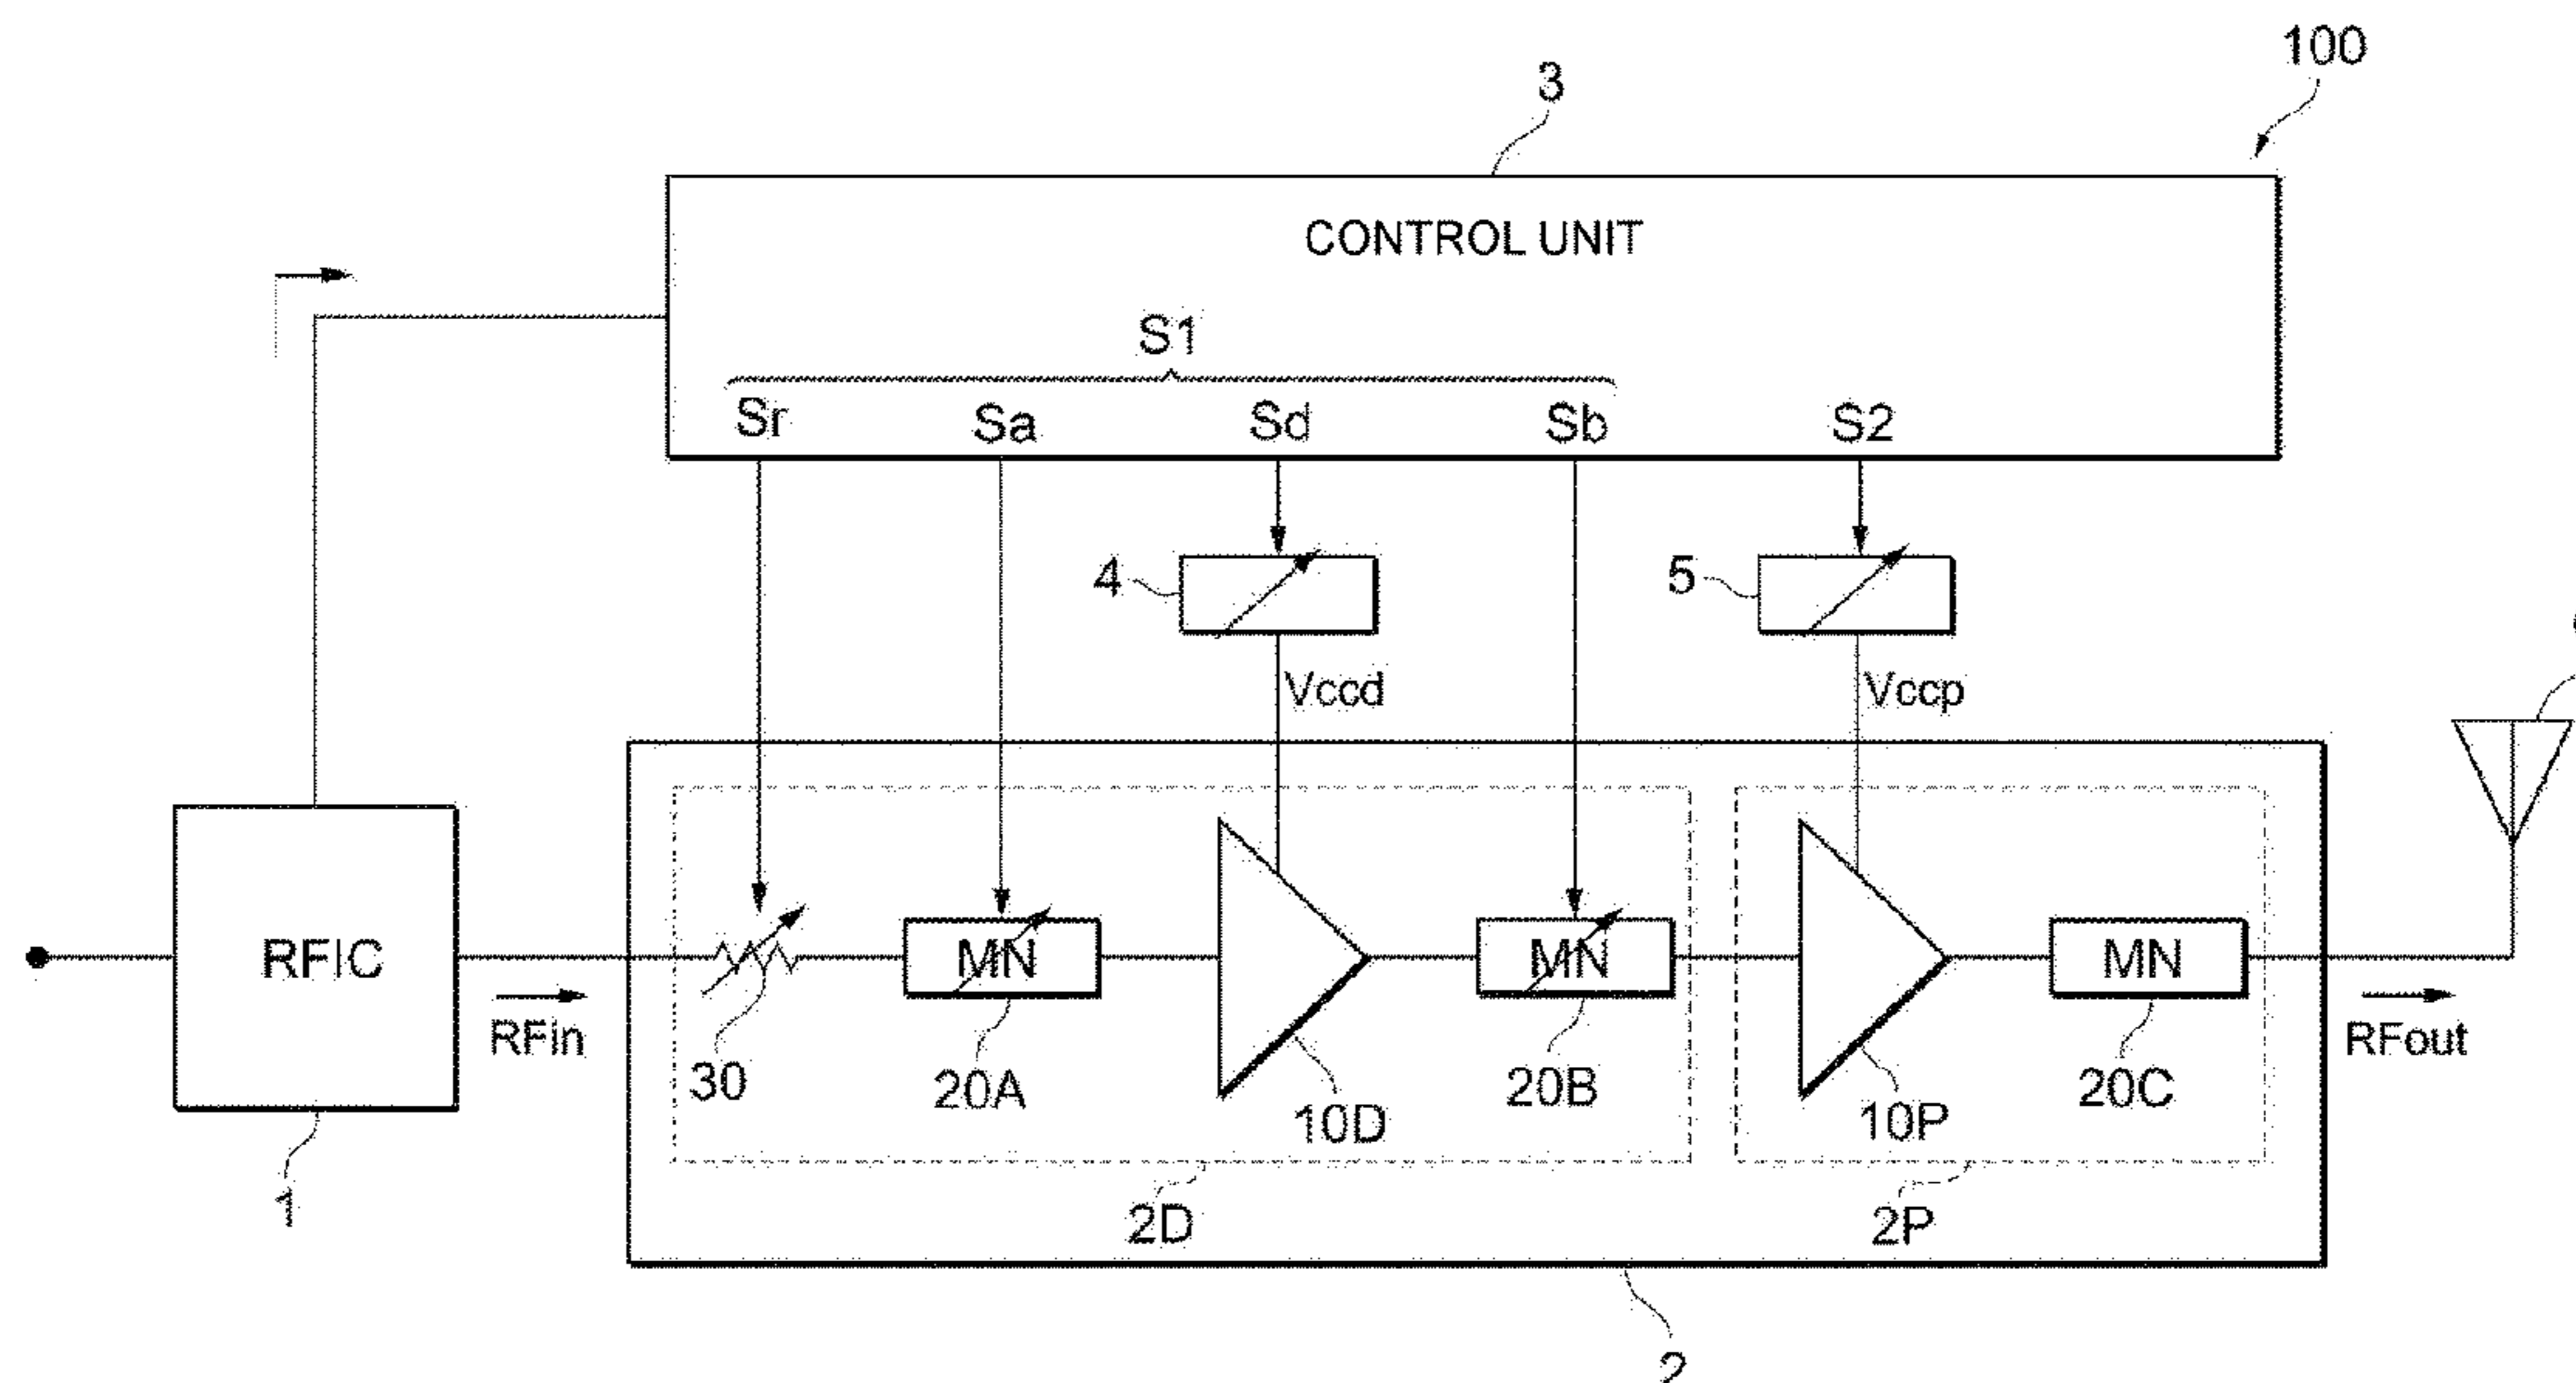 100
3
CONTROL UNIT
S1
Sr Sa Sd Sb S2
4 5
Vccd Vccp
RFIC MN MN MN
RFin RFout
30 20A 10D 20B 10P 20C
1 2D 2P
2